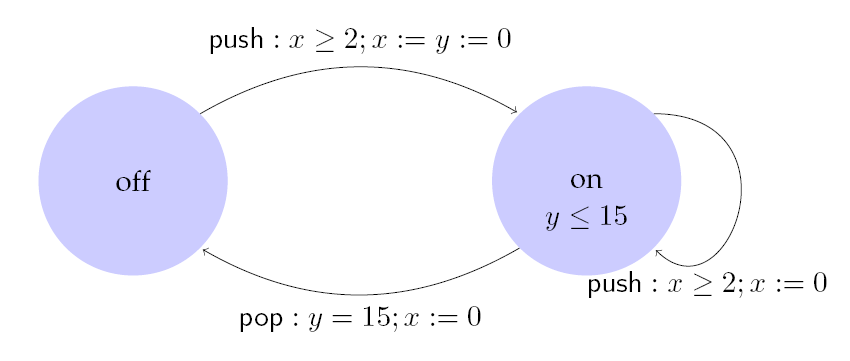 push : x ≥ 2; x := y := 0
off
on
y ≤ 15
push : x ≥ 2; x := 0
pop : y = 15; x := 0